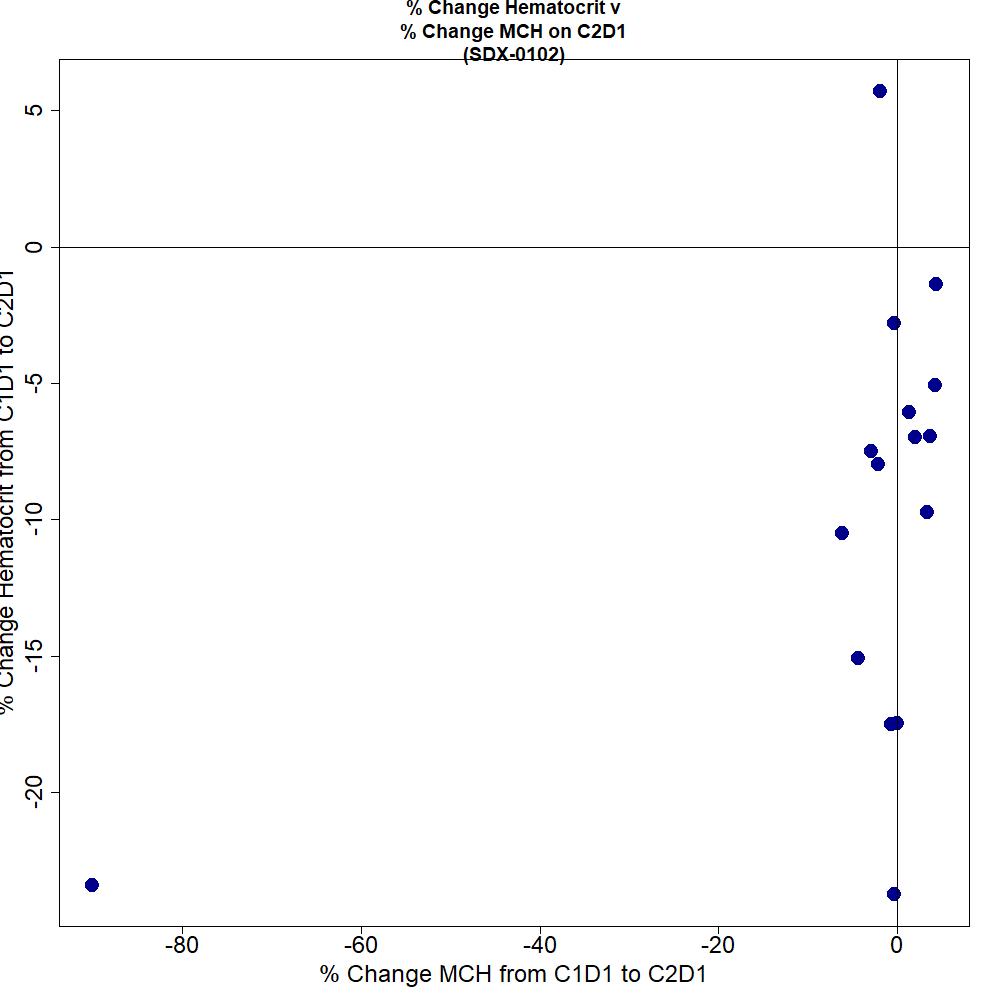 % Change Hematocrit v
% Change MCH on C2D1
(SDX-0102)
% Change Hematocrit from C1D1 to C2D1
5
0
-5
-10
-15
-20
-80
-60
-40
-20
0
% Change MCH from C1D1 to C2D1